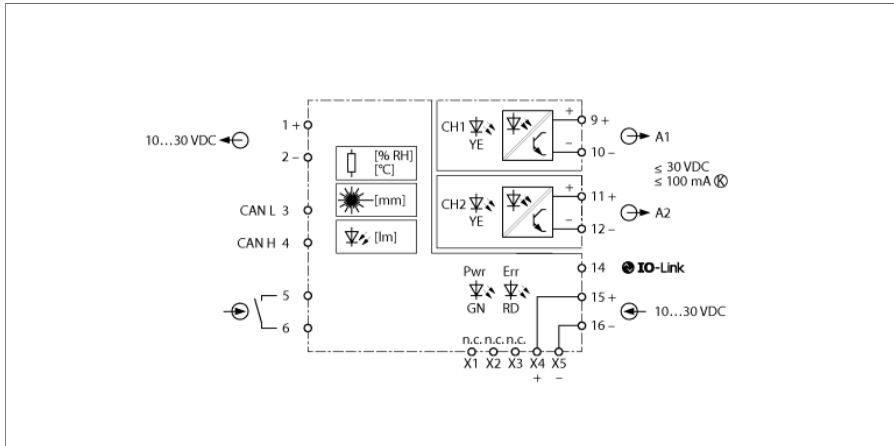 10...30 VDC
1 +
2 –
CAN L 3
CAN H 4
5
6
[% RH]
[°C]
[mm]
[lm]
CH1
YE
+
–
9 +
10 –
A1
≤ 30 VDC
≤ 100 mA Ⓚ
CH2
YE
+
–
11 +
12 –
A2
14 IO-Link
Pwr Err
GN RD
15 +
16 –
10...30 VDC
n.c. n.c. n.c.
X1 X2 X3 X4 X5
+ –